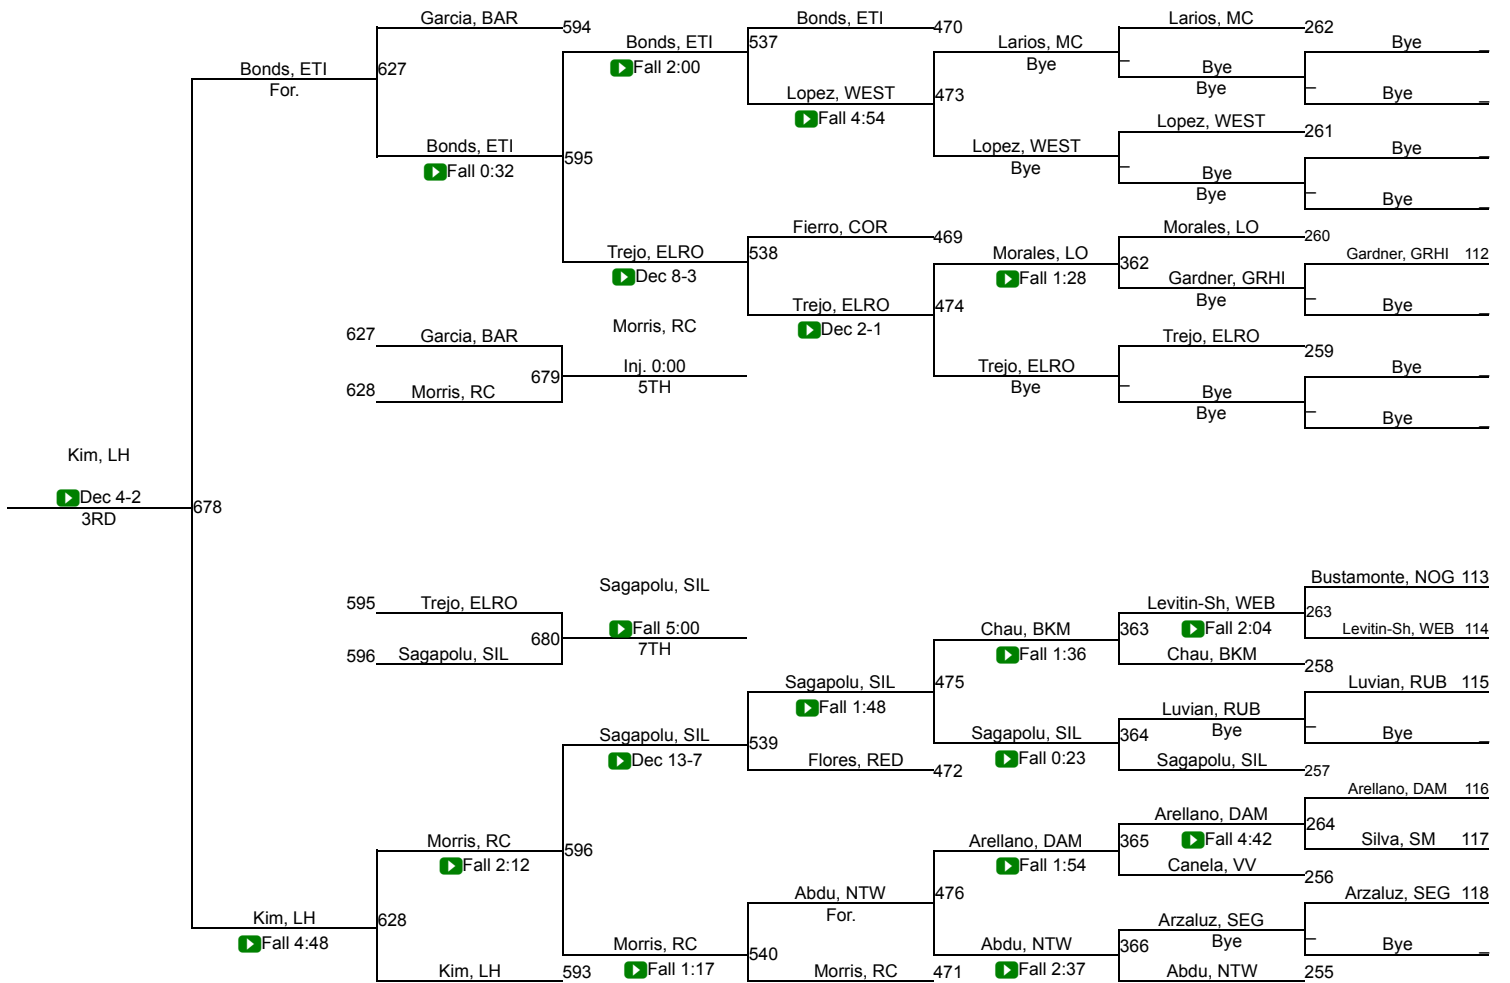 Garcia, BAR 594 Bonds, ETI 470 Larios, MC 262
Bonds, ETI 537 Larios, MC Bye _
Bonds, ETI 627 Fall 2:00 Bye _ Bye
For. Lopez, WEST 473 Bye _ Bye _
Fall 4:54 Lopez, WEST 261
Bonds, ETI 595 Lopez, WEST Bye _
Fall 0:32 Bye _ Bye
Bye _ Bye _
Fierro, COR 469 Morales, LO 260
Trejo, ELRO 538 Morales, LO 362 Gardner, GRHI 112
Dec 8-3 Fall 1:28 Gardner, GRHI
Trejo, ELRO 474 Bye _ Bye _
Morris, RC Dec 2-1
627 Garcia, BAR Trejo, ELRO 259
679 Inj. 0:00 Trejo, ELRO Bye _
628 Morris, RC 5TH Bye _ Bye
Bye _ Bye _
Kim, LH
Dec 4-2 678
3RD
Sagapolu, SIL Bustamonte, NOG 113
595 Trejo, ELRO Levitin-Sh, WEB 263
680 Fall 5:00 Chau, BKM 363 Fall 2:04 Levitin-Sh, WEB 114
596 Sagapolu, SIL 7TH Fall 1:36 Chau, BKM 258
Sagapolu, SIL 475 Luvian, RUB 115
Fall 1:48 Luvian, RUB _
Sagapolu, SIL 539 Sagapolu, SIL 364 Bye Bye _
Dec 13-7 Flores, RED 472 Fall 0:23 Sagapolu, SIL 257
Arellano, DAM 116
Morris, RC 596 Arellano, DAM 365 Arellano, DAM 264
Fall 2:12 Fall 1:54 Fall 4:42 Silva, SM 117
Canela, VV 256
Abdu, NTW 476 Arzaluz, SEG 118
Kim, LH 628 For. Arzaluz, SEG _
Fall 4:48 Morris, RC 540 Abdu, NTW 366 Bye Bye _
Kim, LH 593 Fall 1:17 Morris, RC 471 Fall 2:37 Abdu, NTW 255